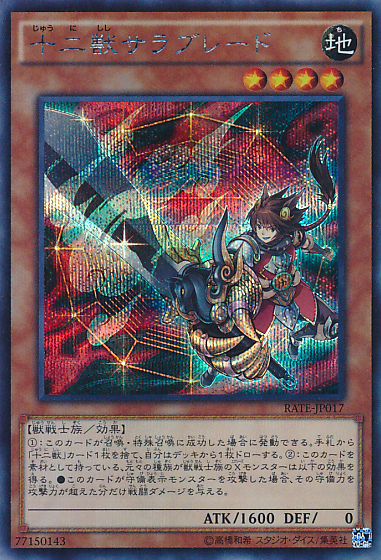 じゅう に しし
十二獣サラブレード
ち
地
RATE-JP017
【獣戦士族／効果】
①:このカードが召喚・特殊召喚に成功した場合に発動できる。手札から
「十二獣」カード1枚を捨て、自分はデッキから1枚ドローする。②:このカードを
素材として持っている、元々の種族が獣戦士族のXモンスターは以下の効果を
得る。●このカードが守備表示モンスターを攻撃した場合、その守備力を
攻撃力が超えた分だけ戦闘ダメージを与える。
ATK/1600 DEF/ 0
77150143
©高橋和希 スタジオ・ダイス/集英社